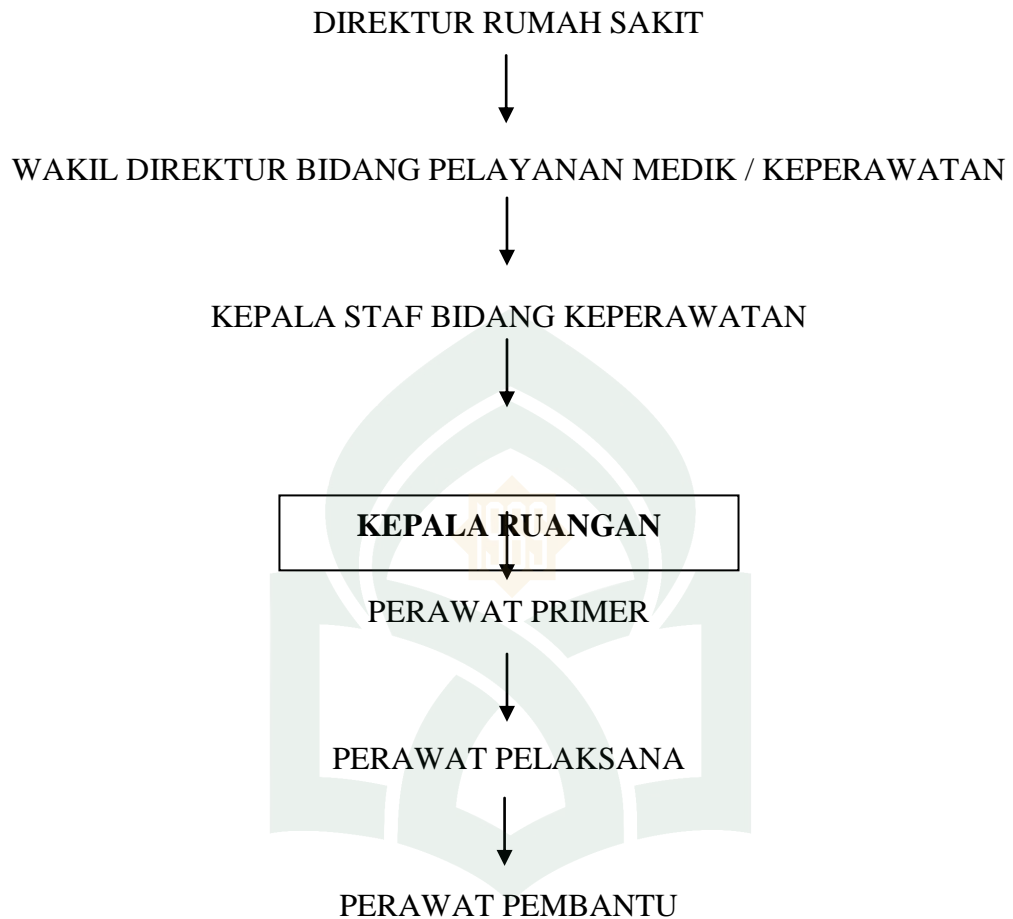 DIREKTUR RUMAH SAKIT
WAKIL DIREKTUR BIDANG PELAYANAN MEDIK / KEPERAWATAN
KEPALA STAF BIDANG KEPERAWATAN
KEPALA RUANGAN
PERAWAT PRIMER
PERAWAT PELAKSANA
PERAWAT PEMBANTU